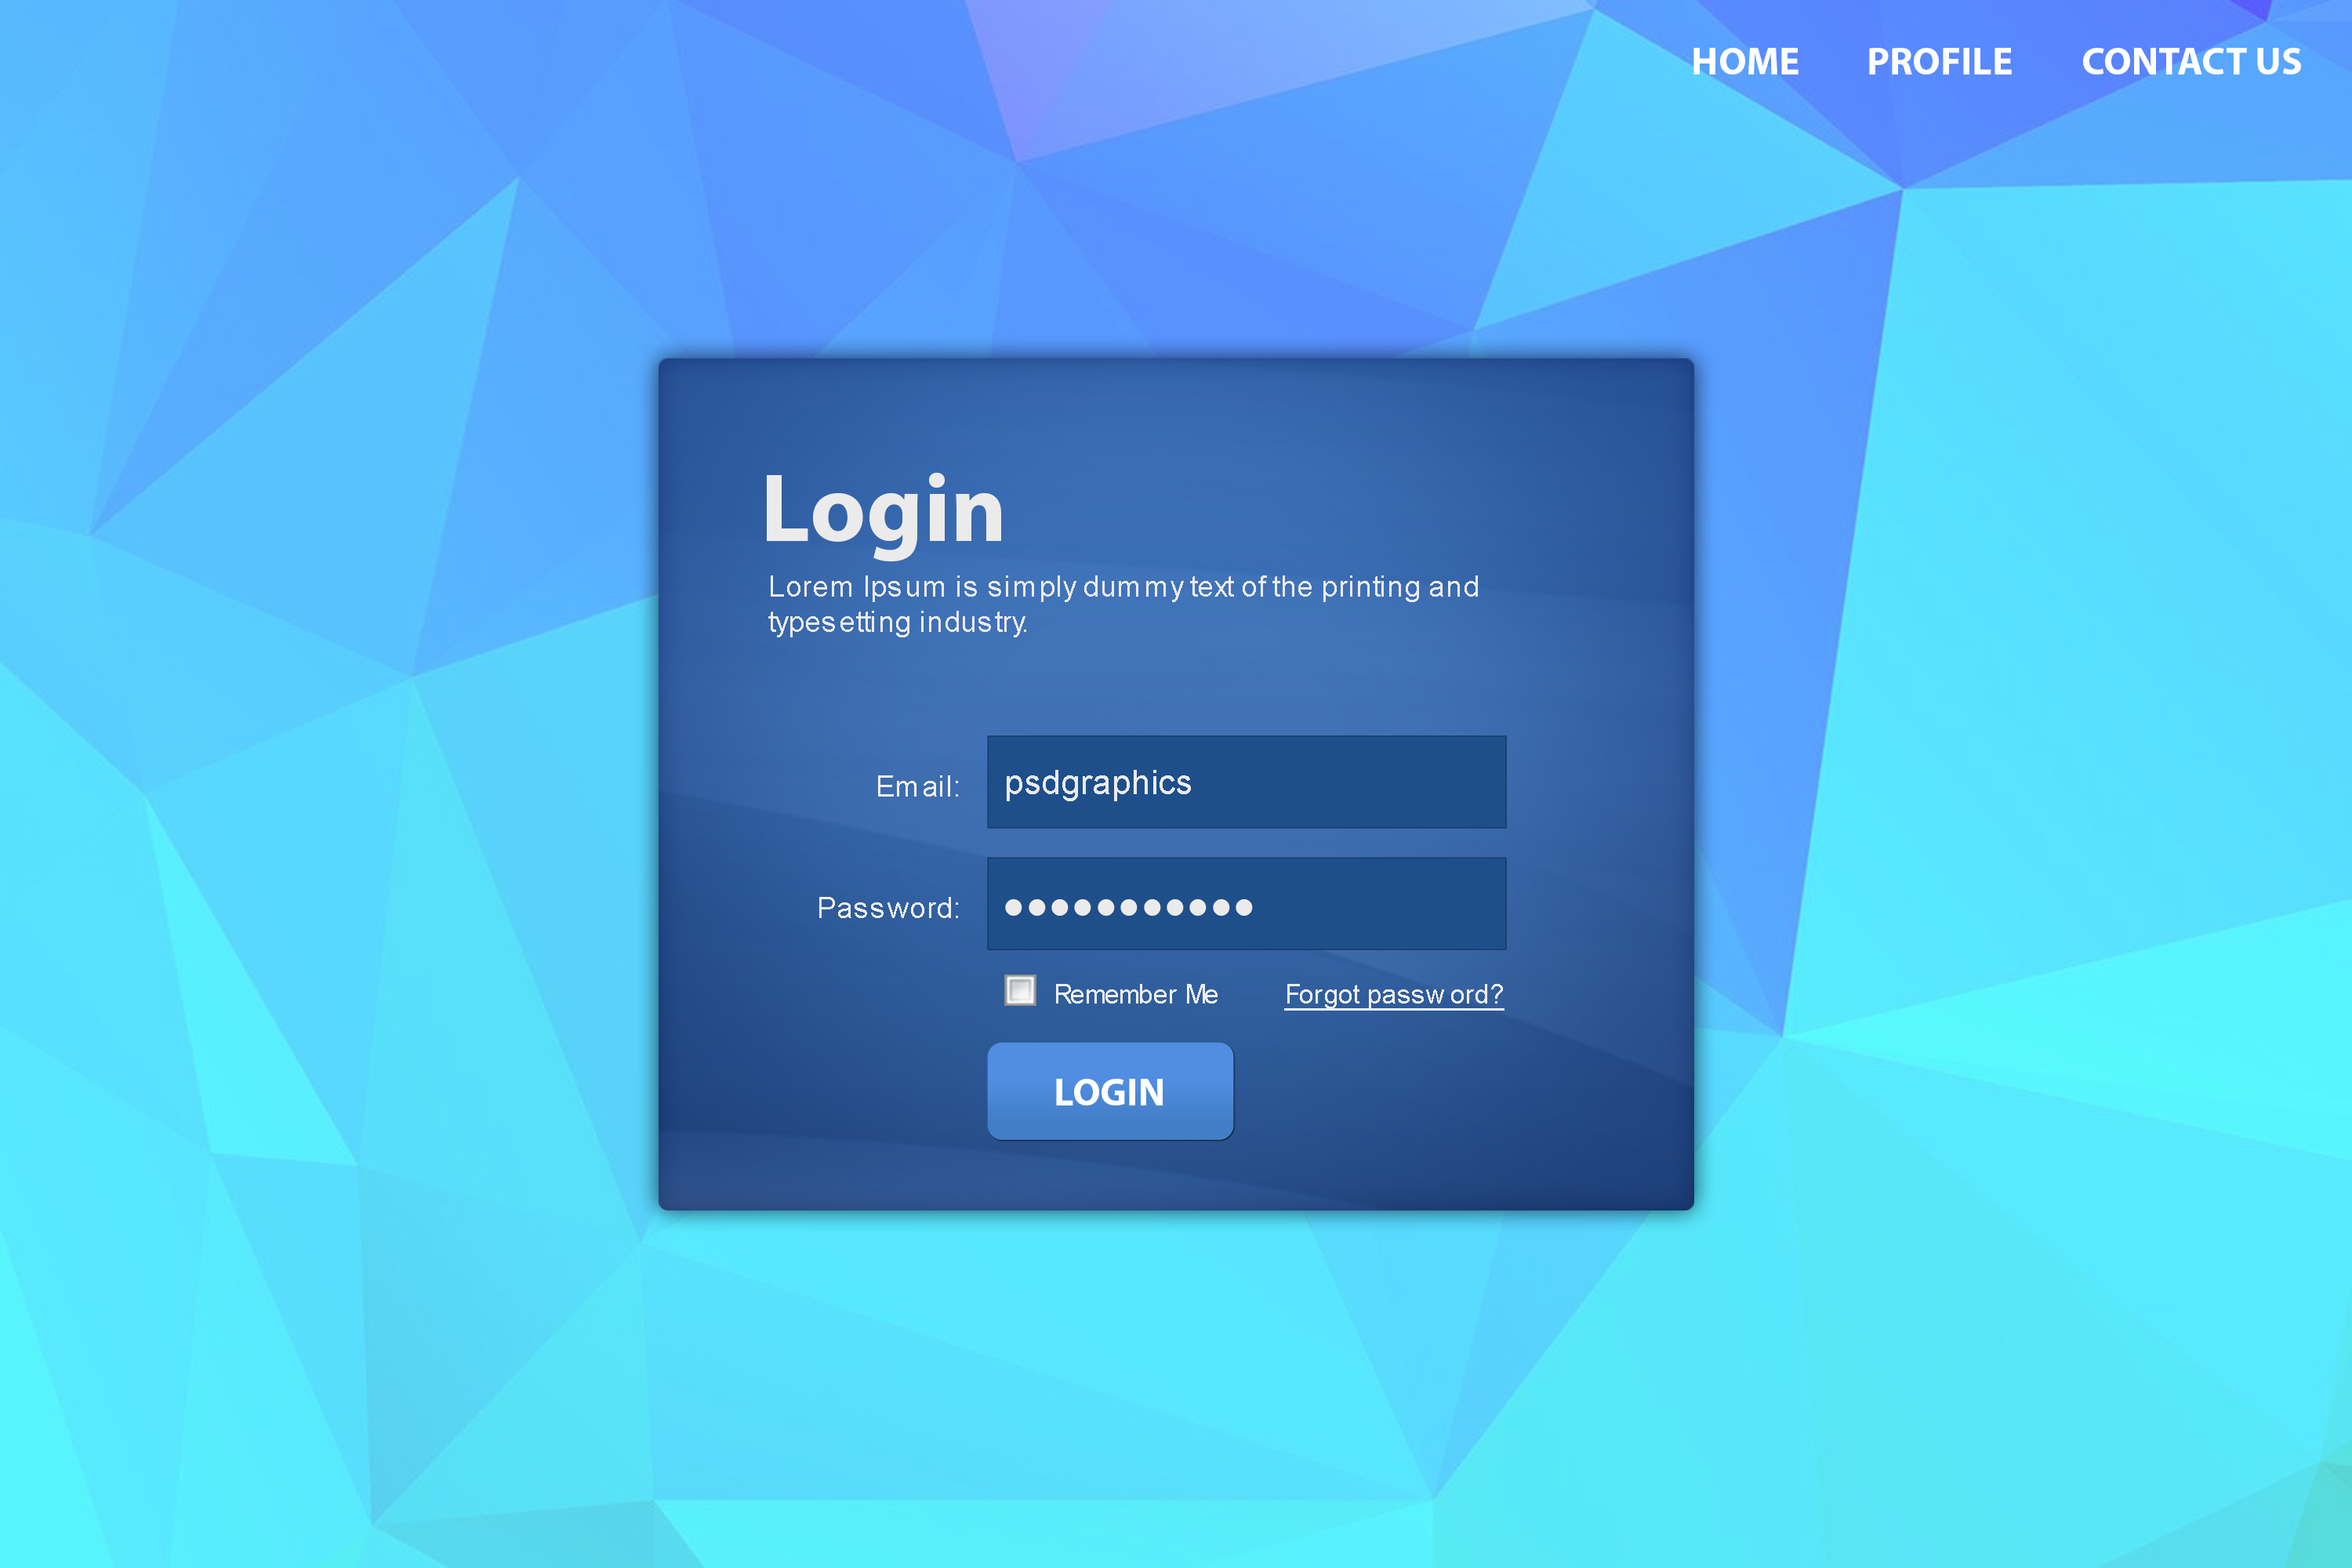 HOME PROFILE CONTACT US
Login
Lorem Ipsum is simply dummy text of the printing and
typesetting industry.
Email: psdgraphics
Password: ●●●●●●●●●●●
Remember Me Forgot password?
LOGIN